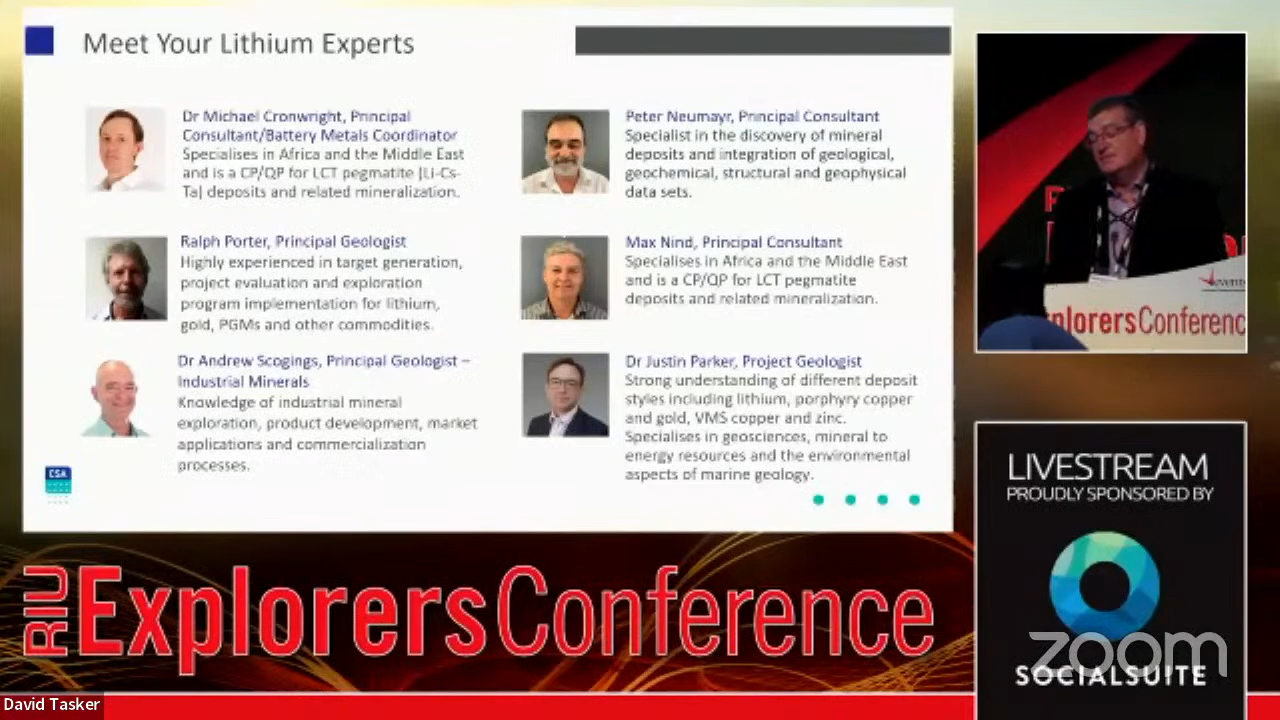 Meet Your Lithium Experts
Dr Michael Cronwright, Principal
Consultant/Battery Metals Coordinator
Specialises in Africa and the Middle East
and is a CP/QP for LCT pegmatite [Li-Cs-
Ta] deposits and related mineralization.
Ralph Porter, Principal Geologist
Highly experienced in target generation,
project evaluation and exploration
program implementation for lithium,
gold, PGMs and other commodities.
Dr Andrew Scogings, Principal Geologist –
Industrial Minerals
Knowledge of industrial mineral
exploration, product development, market
applications and commercialization
processes.
CSA
Peter Neumayr, Principal Consultant
Specialist in the discovery of mineral
deposits and integration of geological,
geochemical, structural and geophysical
data sets.
Max Nind, Principal Consultant
Specialises in Africa and the Middle East
and is a CP/QP for LCT pegmatite
deposits and related mineralization.
Dr Justin Parker, Project Geologist
Strong understanding of different deposit
styles including lithium, porphyry copper
and gold, VMS copper and zinc.
Specialises in geosciences, mineral to
energy resources and the environmental
aspects of marine geology.
plorersConferenc
LIVESTREAM
PROUDLY SPONSORED BY
zoom
SOCIALSUITE
RIU ExplorersConference
David Tasker